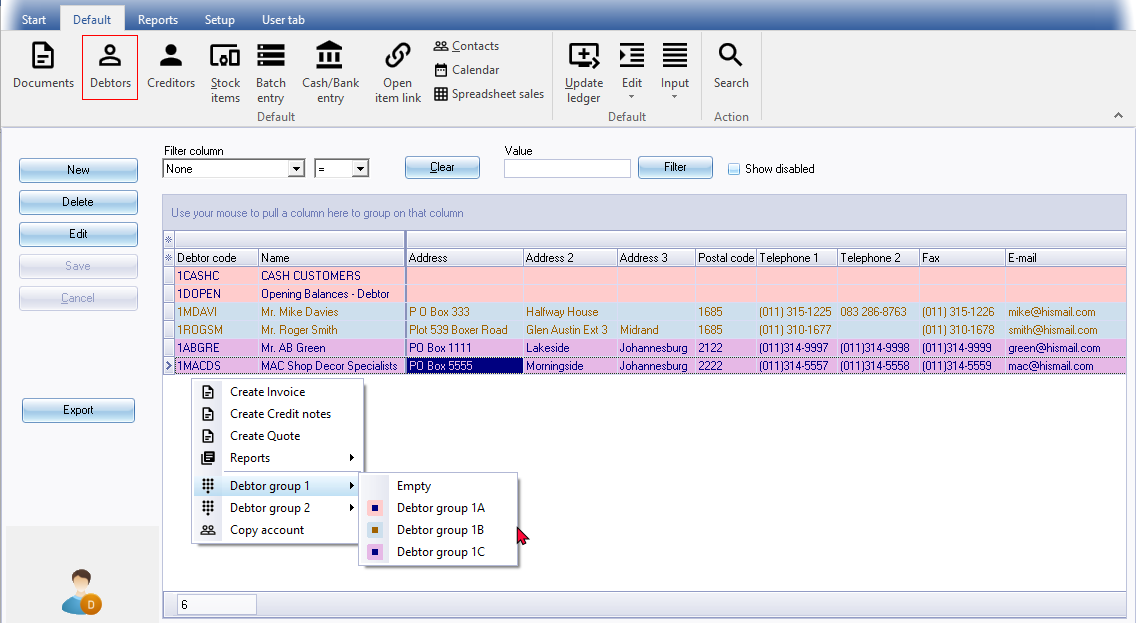 Start Default Reports Setup User tab
Documents Debtors Creditors Stock items Batch entry Cash/Bank entry Open item link
Contacts
Calendar
Spreadsheet sales
Default
Update ledger Edit Input
Default
Search
Action
New
Delete
Edit
Save
Cancel
Export
Filter column
None = Clear
Value
Filter Show disabled
Use your mouse to pull a column here to group on that column
Debtor code Name Address Address 2 Address 3 Postal code Telephone 1 Telephone 2 Fax E-mail
1CASHC CASH CUSTOMERS
1DOPEN Opening Balances - Debtor
1MDAVI Mr. Mike Davies P O Box 333 Halfway House 1685 (011) 315-1225 083 286-8763 (011) 315-1226 mike@hismail.com
1ROGSM Mr. Roger Smith Plot 539 Boxer Road Glen Austin Ext 3 Midrand 1685 (011) 310-1677 (011) 310-1678 smith@hismail.com
1ABGRE Mr. AB Green PO Box 1111 Lakeside Johannesburg 2122 (011)314-9997 (011)314-9998 (011)314-9999 green@hismail.com
1MACDS MAC Shop Decor Specialists PO Box 5555 Morningside Johannesburg 2222 (011)314-5557 (011)314-5558 (011)314-5559 mac@hismail.com
Create Invoice
Create Credit notes
Create Quote
Reports
Debtor group 1
Debtor group 2
Copy account
Empty
Debtor group 1A
Debtor group 1B
Debtor group 1C
D
6